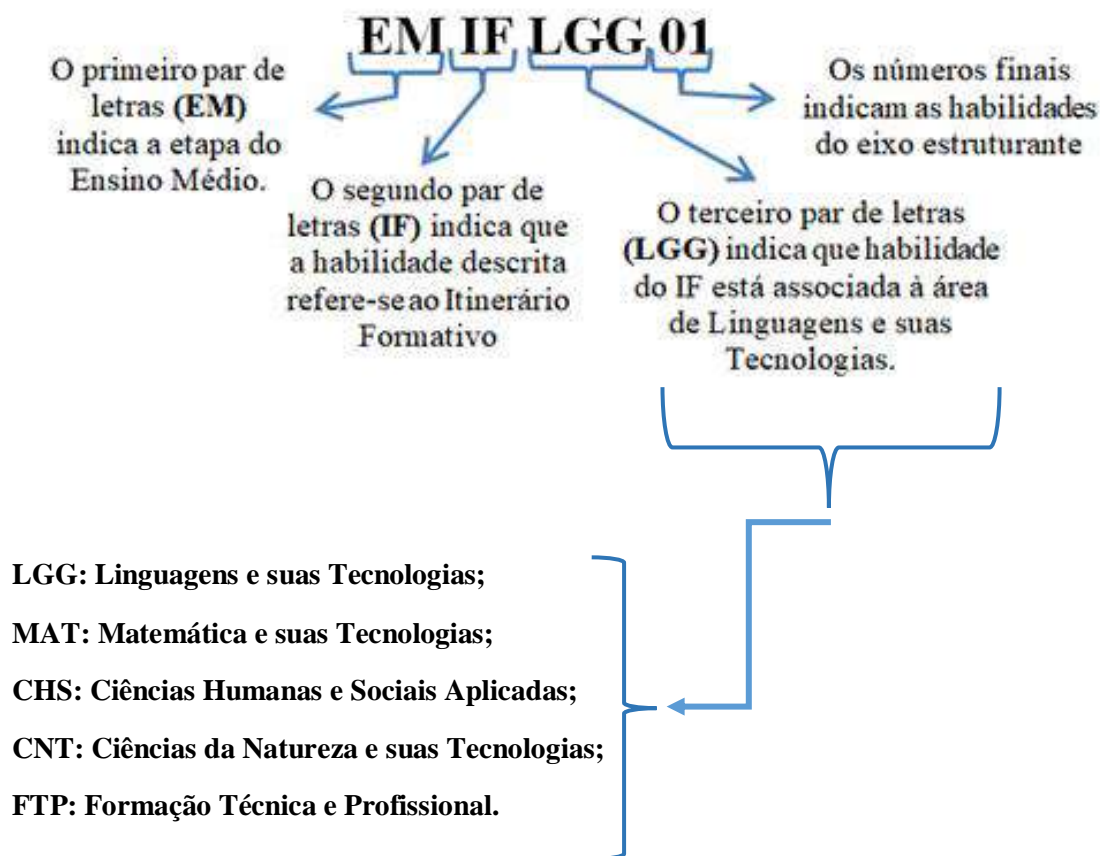 EM IF LGG 01
O primeiro par de
letras (EM)
indica a etapa do
Ensino Médio.
O segundo par de
letras (IF) indica que
a habilidade descrita
refere-se ao Itinerário
Formativo
O terceiro par de letras
(LGG) indica que habilidade
do IF está associada à área
de Linguagens e suas
Tecnologias.
Os números finais
indicam as habilidades
do eixo estruturante
LGG: Linguagens e suas Tecnologias;
MAT: Matemática e suas Tecnologias;
CHS: Ciências Humanas e Sociais Aplicadas;
CNT: Ciências da Natureza e suas Tecnologias;
FTP: Formação Técnica e Profissional.